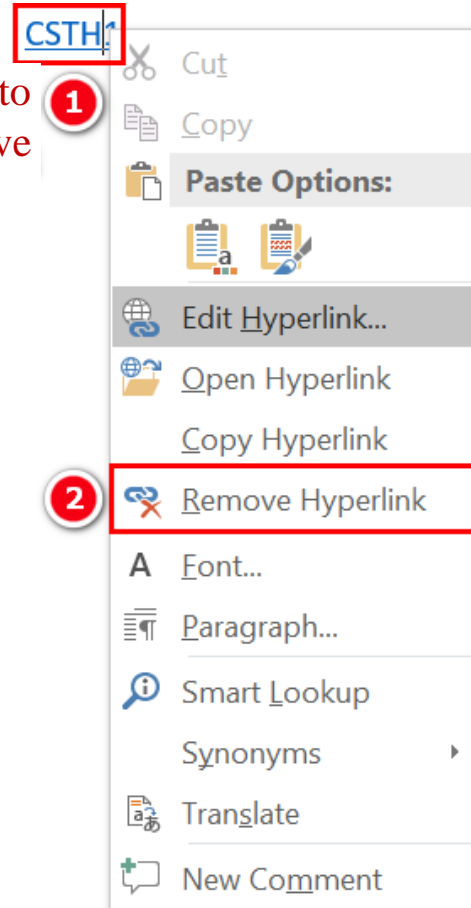 CSTH1
to
ve
1
Cut
Copy
Paste Options:
a
Edit Hyperlink...
Open Hyperlink
Copy Hyperlink
2
Remove Hyperlink
A Font...
Paragraph...
Smart Lookup
Synonyms
Translate
New Comment